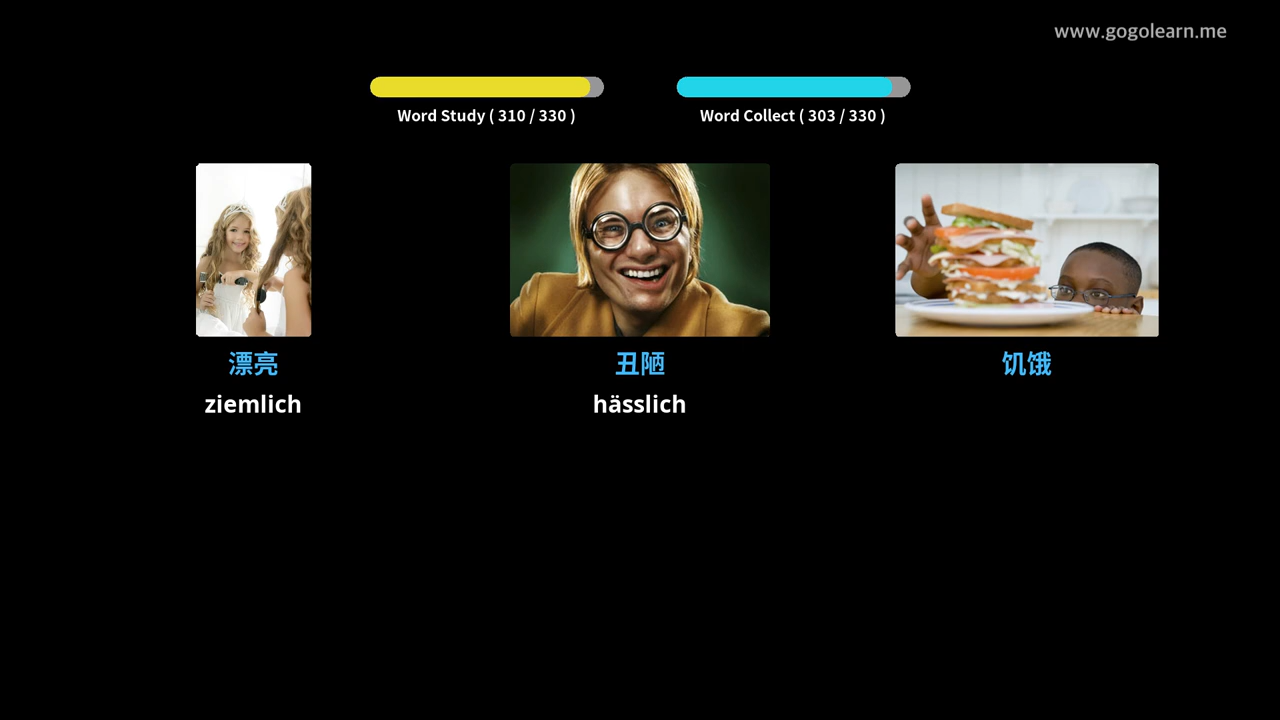 www.gogolearn.me
Word Study ( 310 / 330 )
Word Collect ( 303 / 330 )
漂亮
丑陋
饥饿
ziemlich
hässlich